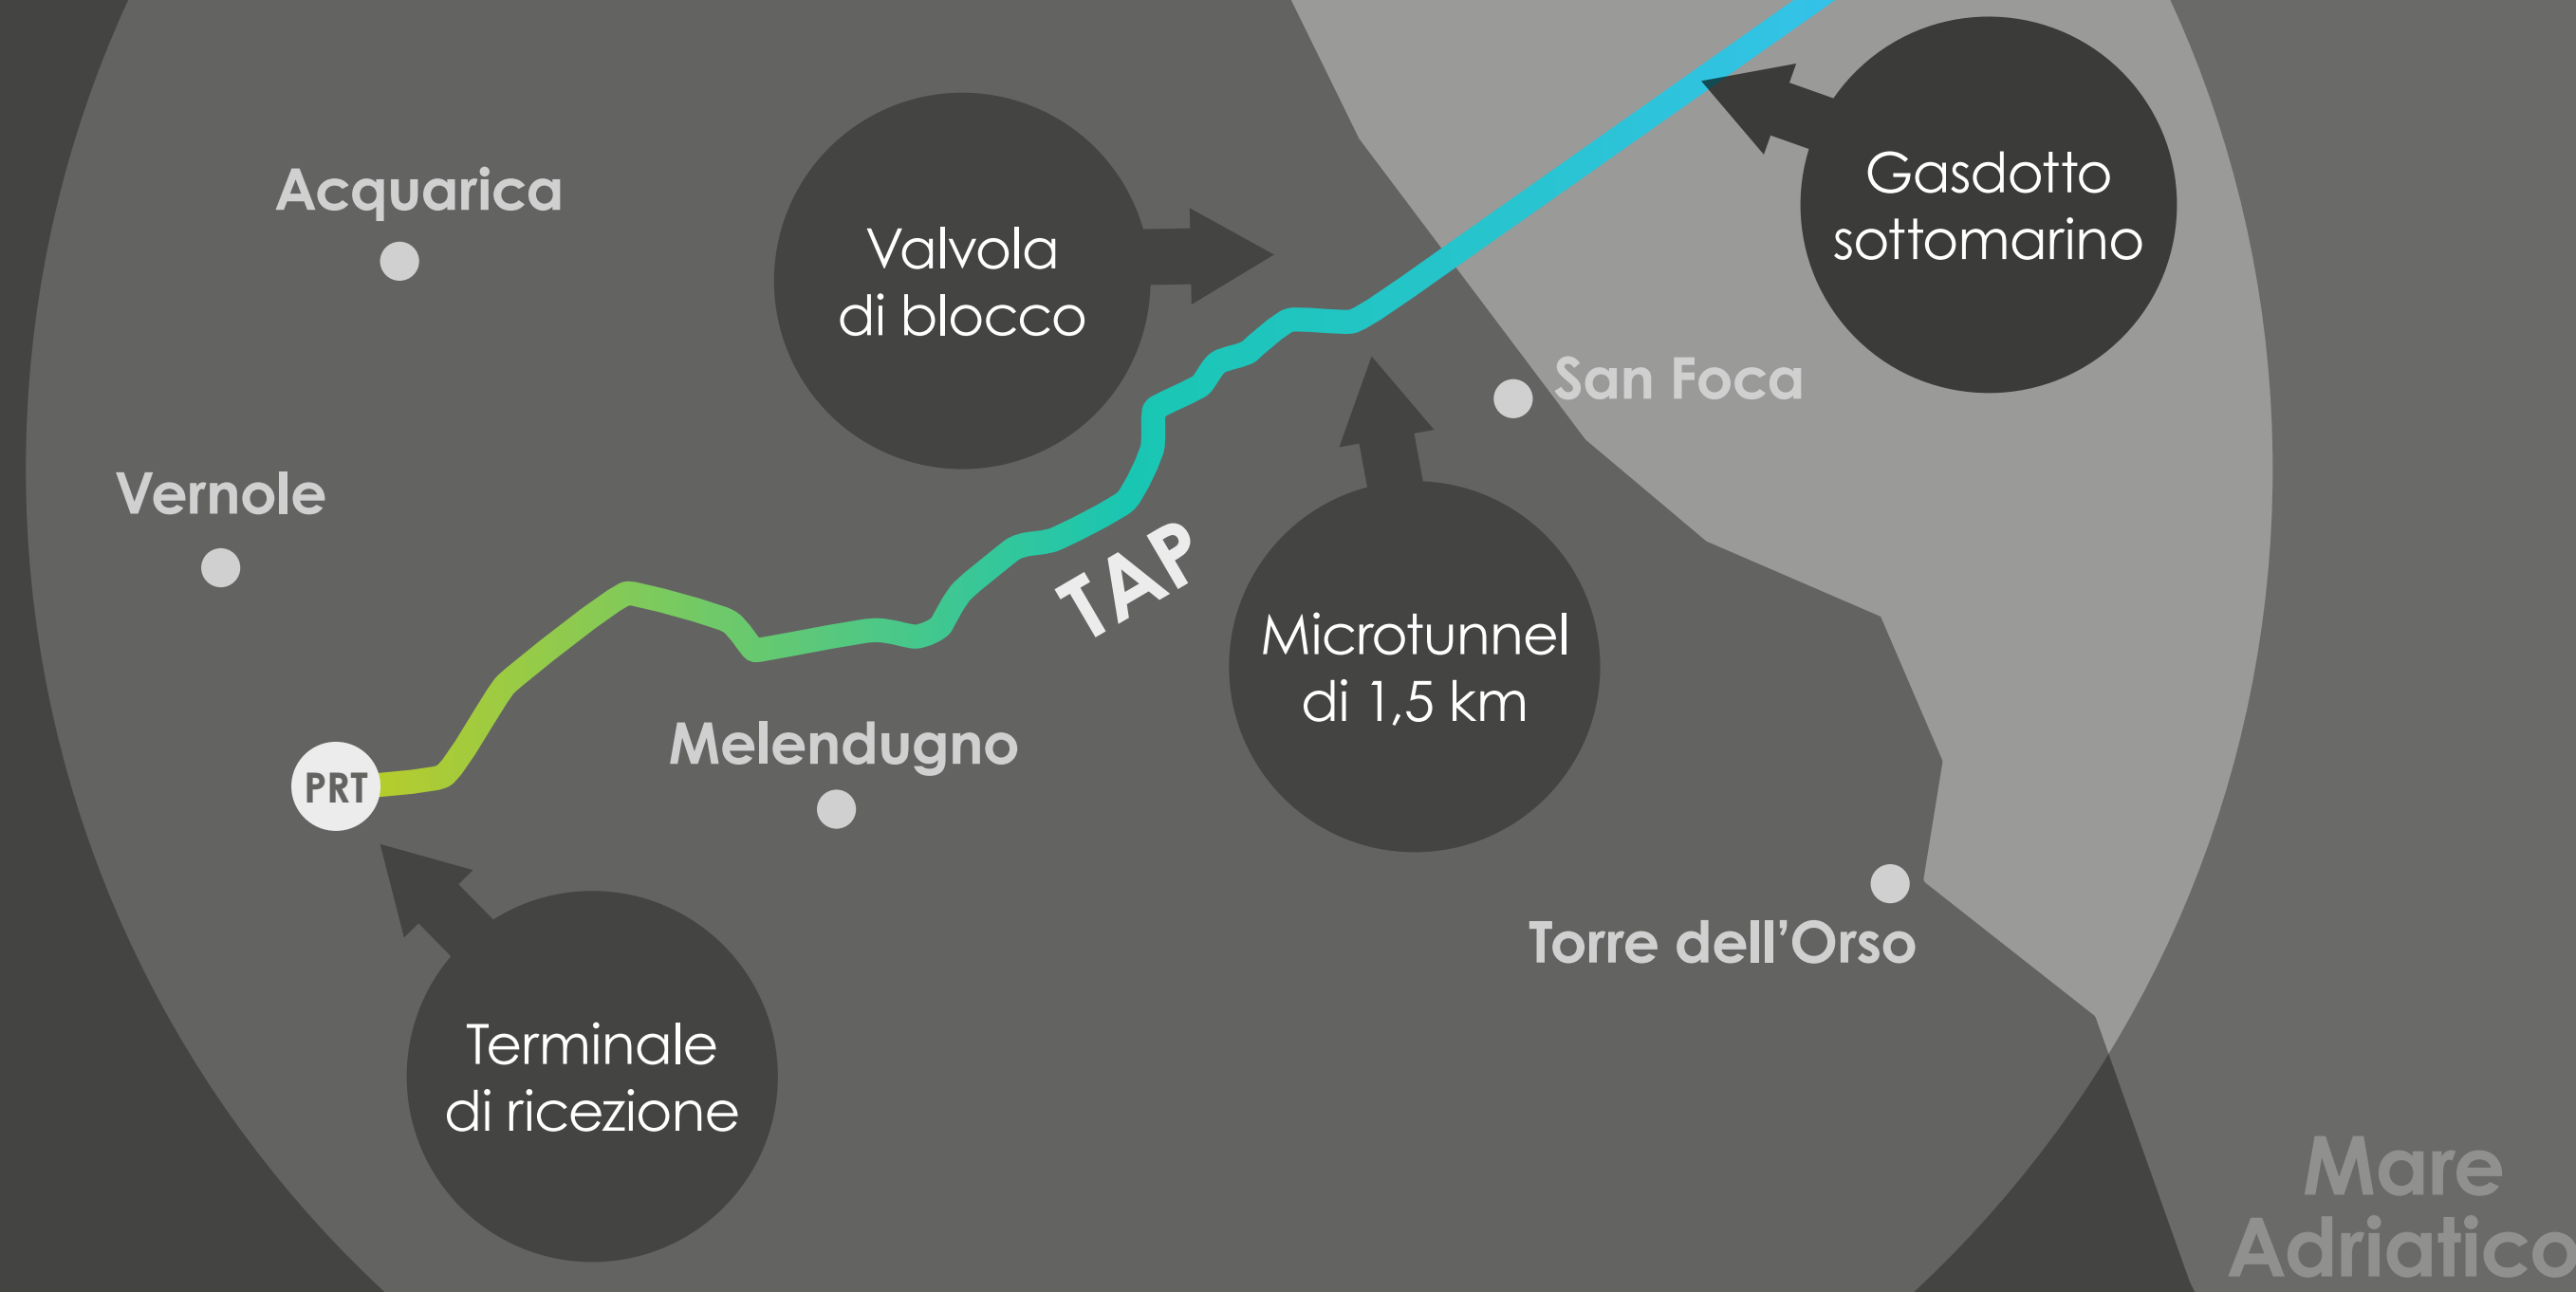 Gasdotto
sottomarino
Acquarica
Valvola
di blocco
San Foca
Vernole
TAP
Microtunnel
di 1,5 km
Melendugno
PRT
Torre dell’Orso
Terminale
di ricezione
Mare
Adriatico